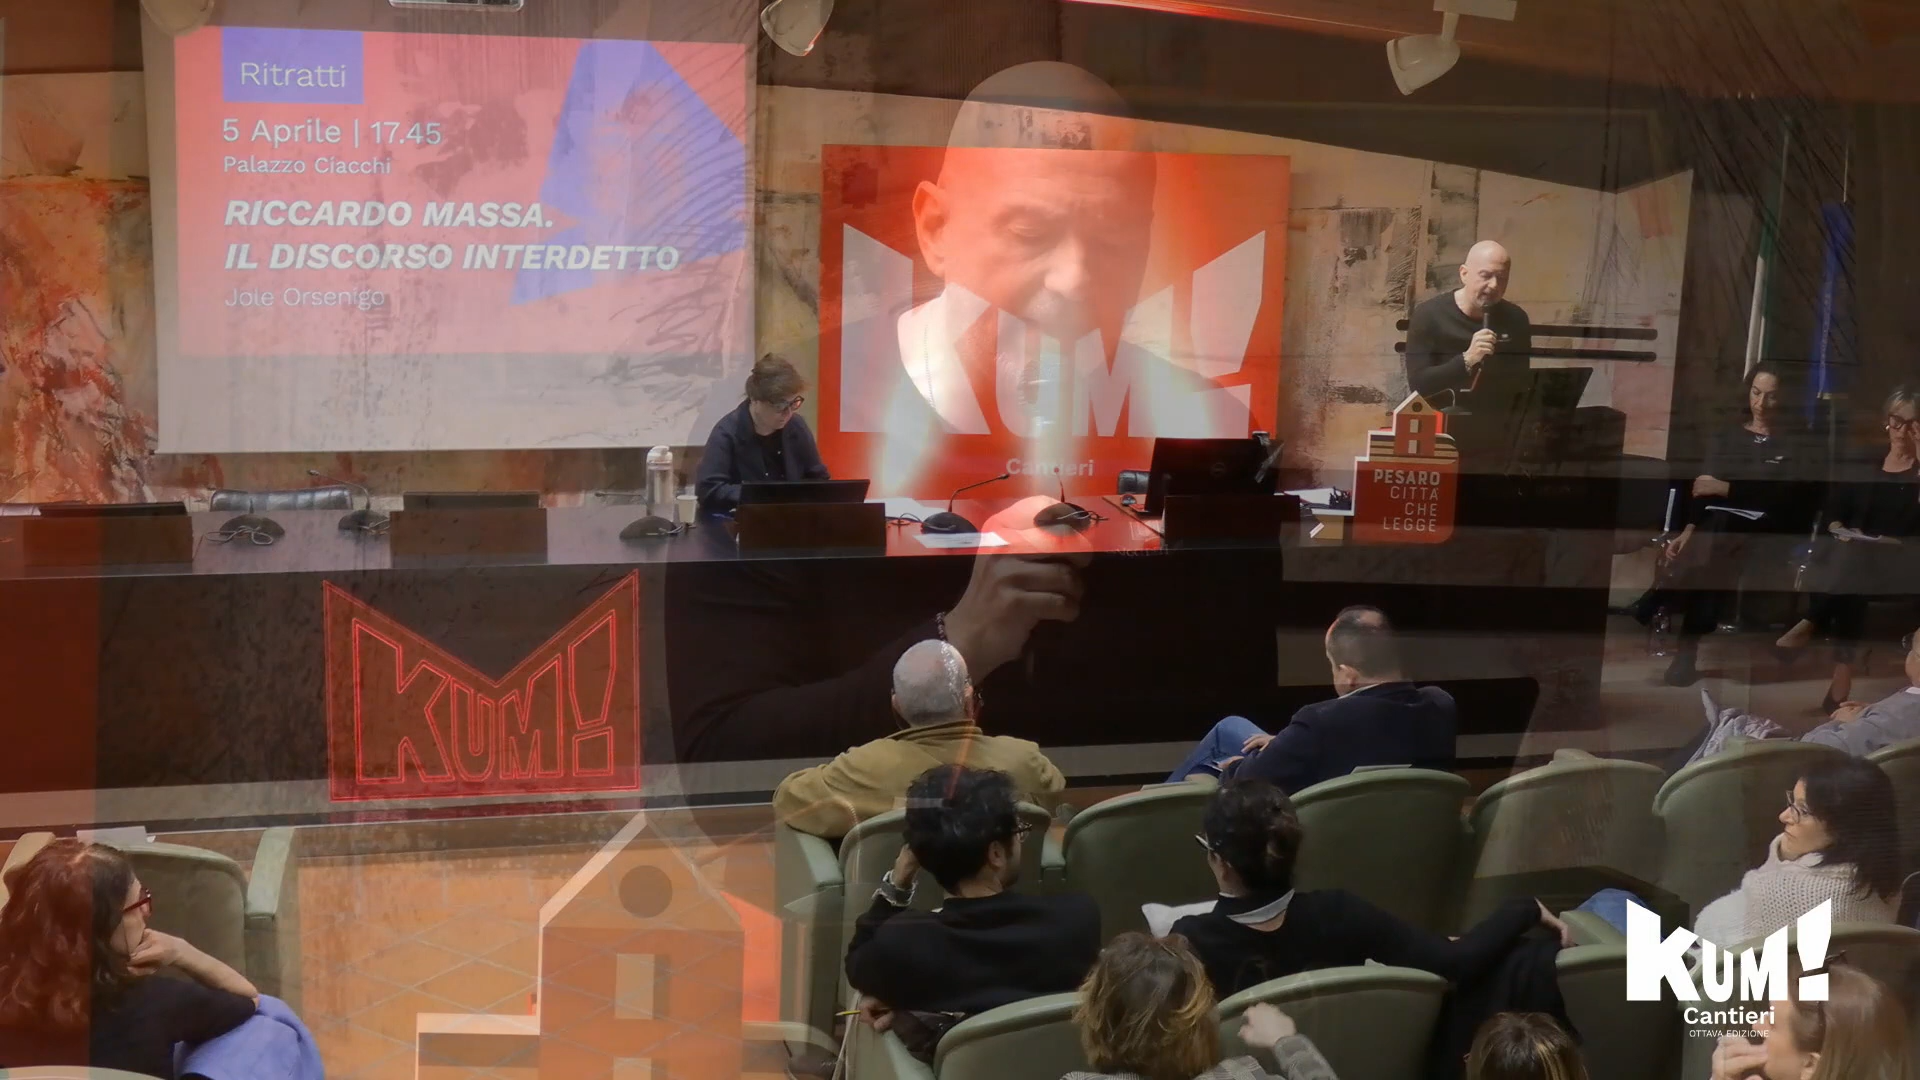 Ritratti
5 Aprile | 17.45
Palazzo Ciacchi
RICCARDO MASSA.
IL DISCORSO INTERDETTO
Jole Orsenigo
KUM!
Cantieri
PESARO
CITTÀ
CHE
LEGGE
KUM!
KUM!
Cantieri
OTTAVA EDIZIONE